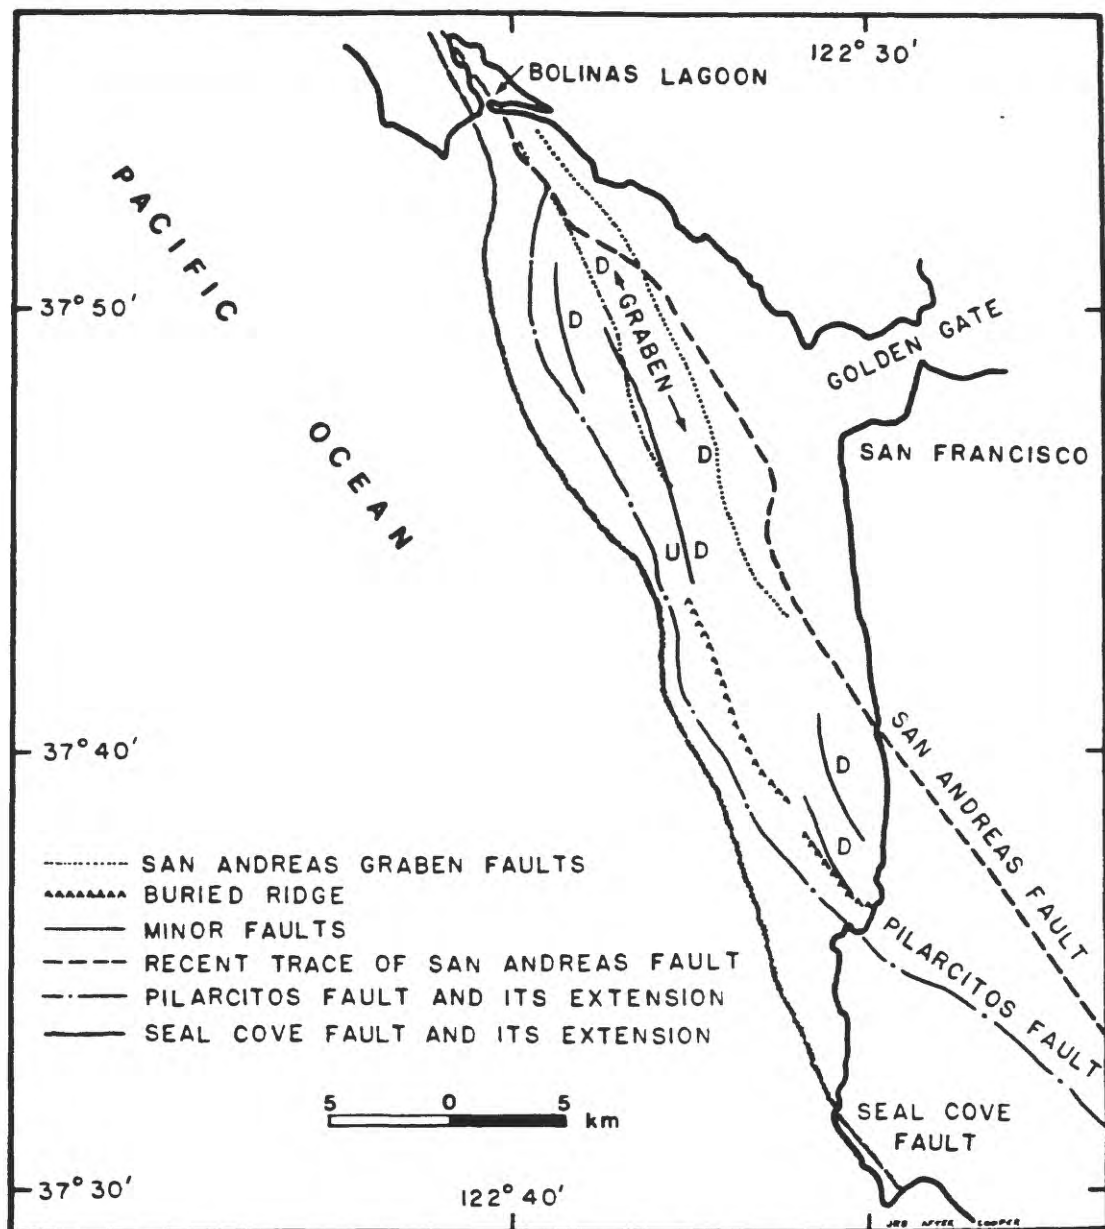 122° 30'
BOLINAS LAGOON
PACIFIC
OCEAN
37° 50'
D
GRABEN
D
GOLDEN GATE
D
SAN FRANCISCO
U D
37° 40'
D
D
SAN ANDREAS FAULT
PILARCITOS FAULT
SAN ANDREAS GRABEN FAULTS
BURIED RIDGE
MINOR FAULTS
RECENT TRACE OF SAN ANDREAS FAULT
PILARCITOS FAULT AND ITS EXTENSION
SEAL COVE FAULT AND ITS EXTENSION
5 0 5
km
SEAL COVE
FAULT
37° 30'
122° 40'
AFTER COOPER